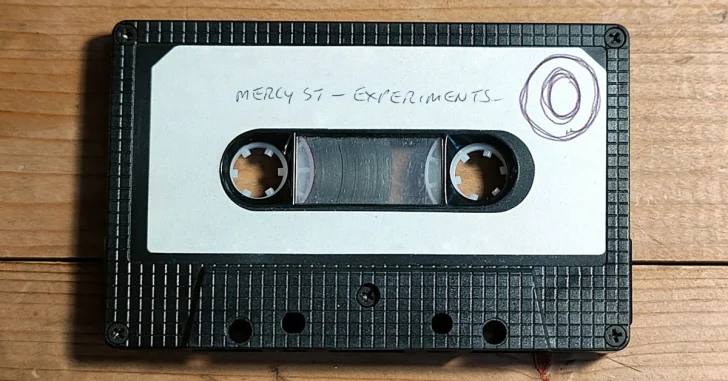 MERCY ST - EXPERIMENTS-